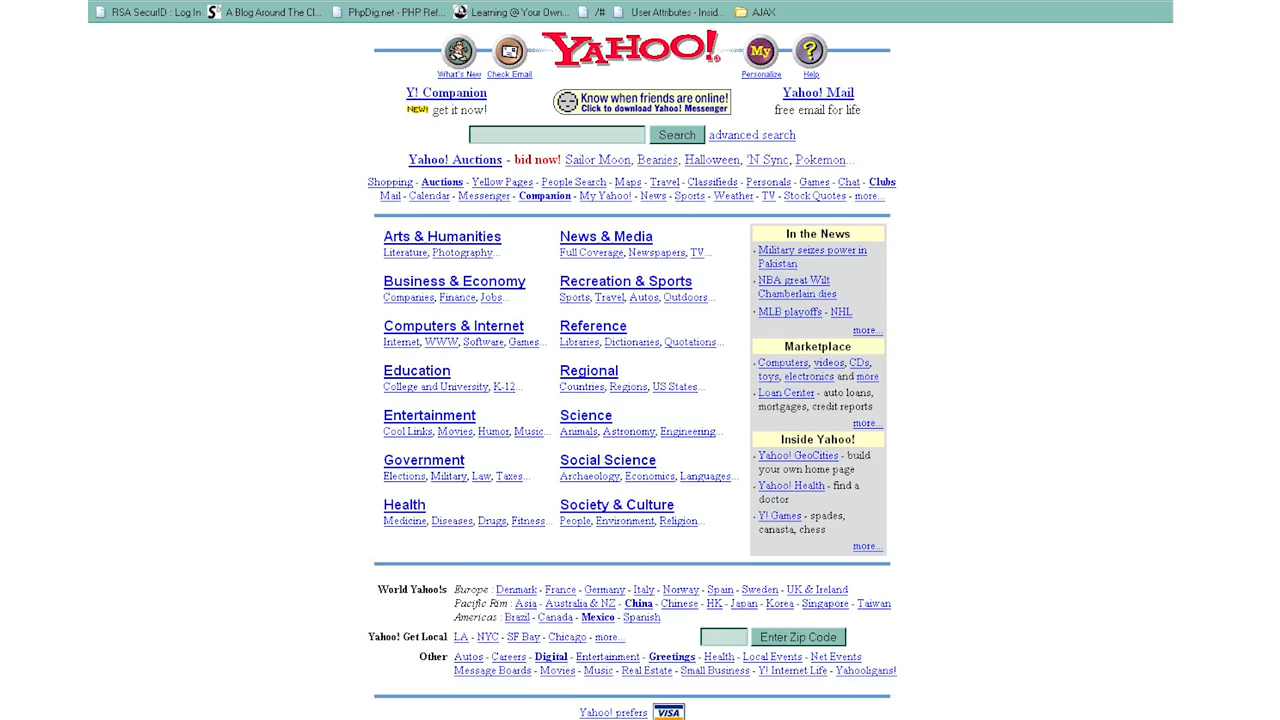 RSA SecurID : Log In A Blog Around The Cl... PhpDig.net - PHP Ref... Learning @ Your Own... /# User Attributes - Insid... AJAX
YAHOO!
What's New Check Email My Personalize ? Help
Y! Companion
NEW! get it now!
Know when friends are online!
Click to download Yahoo! Messenger
Yahoo! Mail
free email for life
Search advanced search
Yahoo! Auctions - bid now! Sailor Moon, Beanies, Halloween, 'N Sync, Pokemon...
Shopping - Auctions - Yellow Pages - People Search - Maps - Travel - Classifieds - Personals - Games - Chat - Clubs
Mail - Calendar - Messenger - Companion - My Yahoo! - News - Sports - Weather - TV - Stock Quotes - more...
Arts & Humanities
Literature, Photography...
Business & Economy
Companies, Finance, Jobs...
Computers & Internet
Internet, WWW, Software, Games...
Education
College and University, K-12...
Entertainment
Cool Links, Movies, Humor, Music...
Government
Elections, Military, Law, Taxes...
Health
Medicine, Diseases, Drugs, Fitness...
News & Media
Full Coverage, Newspapers, TV...
Recreation & Sports
Sports, Travel, Autos, Outdoors...
Reference
Libraries, Dictionaries, Quotations...
Regional
Countries, Regions, US States...
Science
Animals, Astronomy, Engineering...
Social Science
Archaeology, Economics, Languages...
Society & Culture
People, Environment, Religion...
In the News
· Military seizes power in
Pakistan
· NBA great Wilt
Chamberlain dies
· MLB playoffs - NHL
more...
Marketplace
· Computers, videos, CDs,
toys, electronics and more
· Loan Center - auto loans,
mortgages, credit reports
more...
Inside Yahoo!
· Yahoo! GeoCities - build
your own home page
· Yahoo! Health - find a
doctor
· Y! Games - spades,
canasta, chess
more...
World Yahoo!s Europe : Denmark - France - Germany - Italy - Norway - Spain - Sweden - UK & Ireland
Pacific Rim : Asia - Australia & NZ - China - Chinese - HK - Japan - Korea - Singapore - Taiwan
Americas : Brazil - Canada - Mexico - Spanish
Yahoo! Get Local LA - NYC - SF Bay - Chicago - more... Enter Zip Code
Other Autos - Careers - Digital - Entertainment - Greetings - Health - Local Events - Net Events
Message Boards - Movies - Music - Real Estate - Small Business - Y! Internet Life - Yahooligans!
Yahoo! prefers VISA